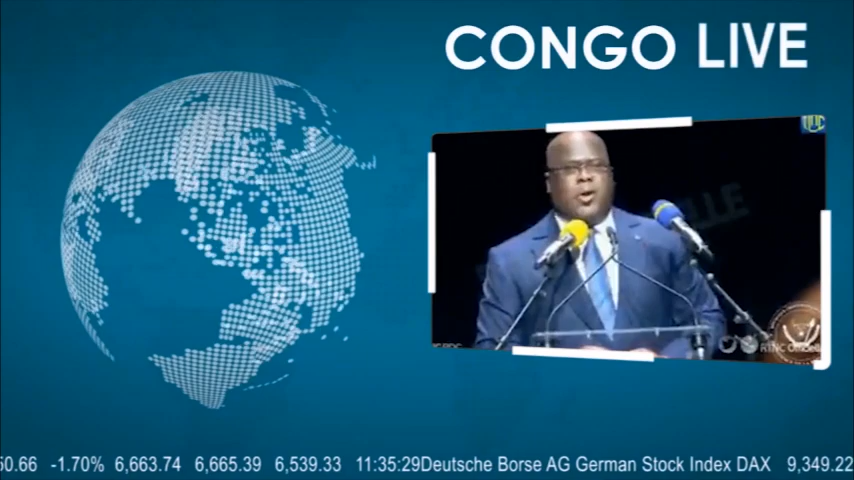 CONGO LIVE
50.66 -1.70% 6,663.74 6,665.39 6,539.33 11:35:29Deutsche Borse AG German Stock Index DAX 9,349.22